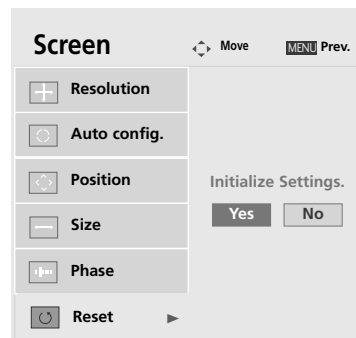 Screen
Move MENU Prev.
Resolution
Auto config.
Position
Size
Phase
Reset
Initialize Settings.
Yes No